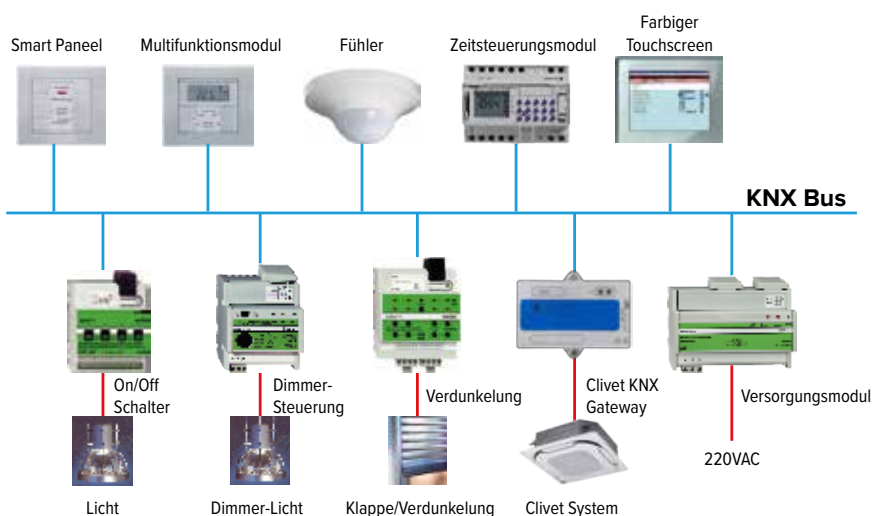 Smart Paneel
Multifunktionsmodul
Fühler
Zeitsteuerungsmodul
Farbiger
Touchscreen
KNX Bus
On/Off
Schalter
Dimmer-
Steuerung
Verdunkelung
Clivet KNX
Gateway
Versorgungsmodul
220VAC
Licht
Dimmer-Licht
Klappe/Verdunkelung
Clivet System